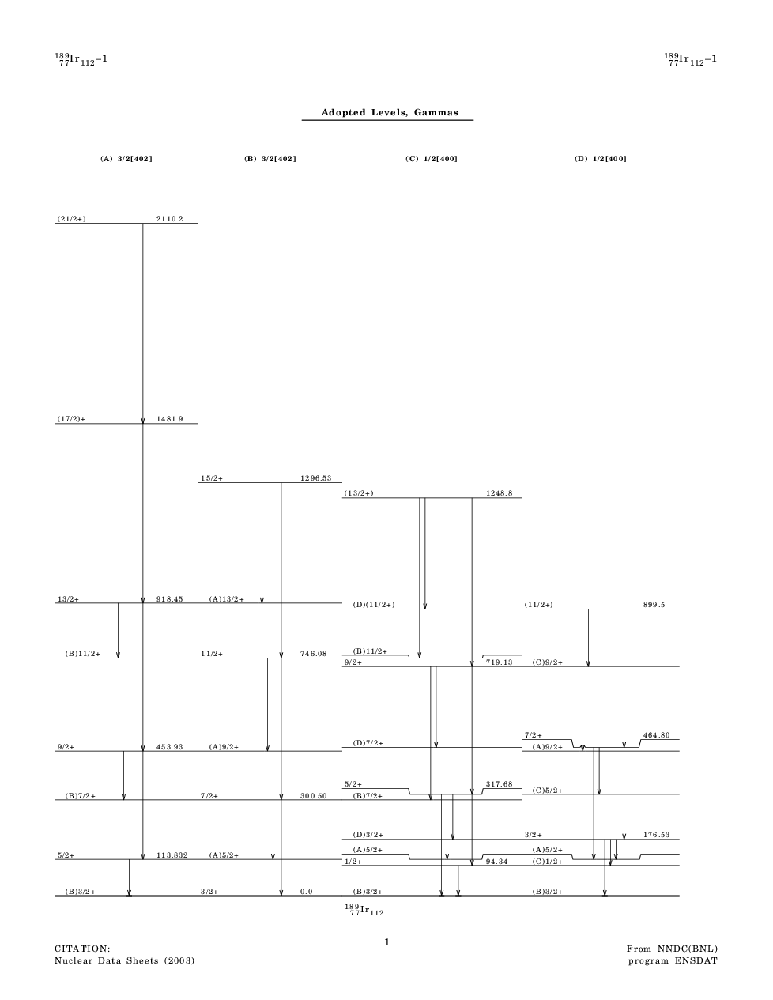 189 77Ir112–1 189 77Ir112–1
Adopted Levels, Gammas
(A) 3/2[402] (B) 3/2[402] (C) 1/2[400] (D) 1/2[400]
(21/2+) 2110.2
(17/2)+ 1481.9
15/2+ 1296.53
(13/2+) 1248.8
13/2+ 918.45 (A)13/2+
(D)(11/2+) (11/2+) 899.5
(B)11/2+ 11/2+ 746.08 (B)11/2+
9/2+ 719.13 (C)9/2+
7/2+ 464.80
(D)7/2+
9/2+ 453.93 (A)9/2+ (A)9/2+
5/2+ 317.68
(C)5/2+
(B)7/2+ 7/2+ 300.50 (B)7/2+
(D)3/2+ 3/2+ 176.53
(A)5/2+ (A)5/2+
5/2+ 113.832 (A)5/2+
1/2+ 94.34 (C)1/2+
(B)3/2+ 3/2+ 0.0 (B)3/2+ (B)3/2+
189 77Ir112
1
CITATION: From NNDC(BNL)
Nuclear Data Sheets (2003) program ENSDAT